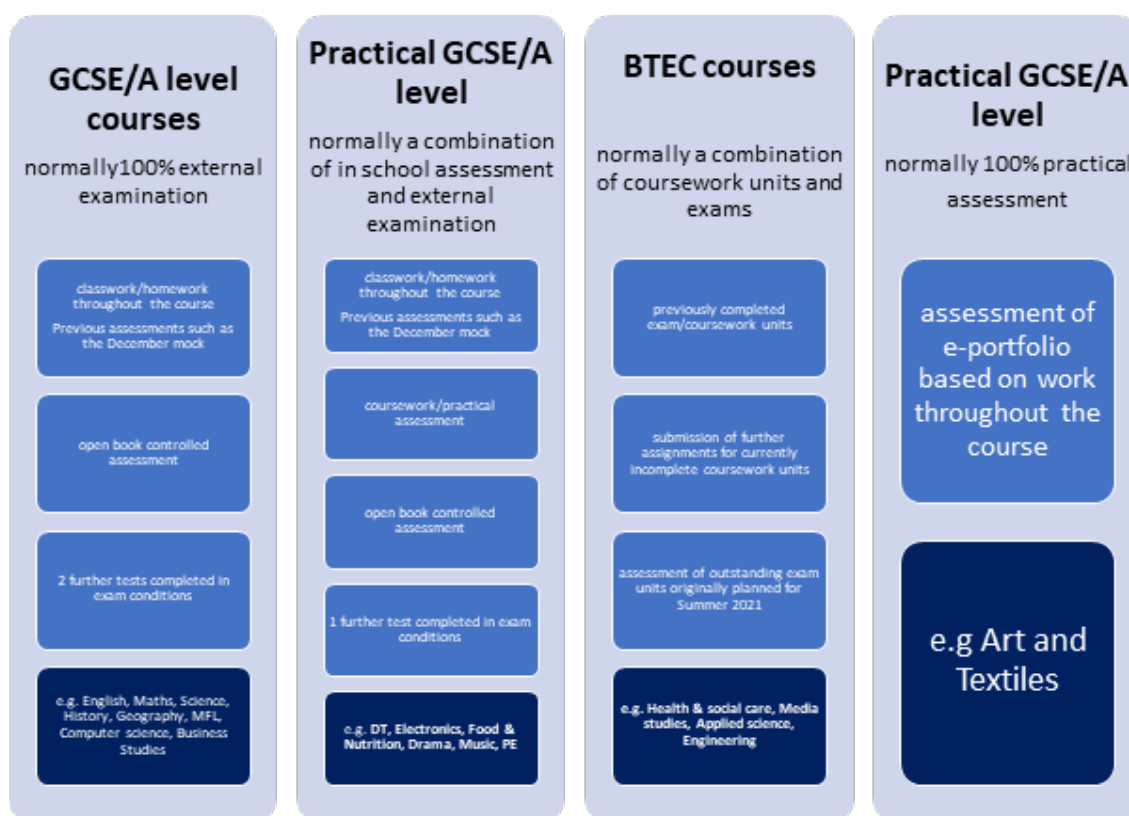 GCSE/A level
courses
normally100% external
examination
classwork/homework
throughout the course
Previous assessments such as
the December mock
open book controlled
assessment
2 further tests completed in
exam conditions
e.g. English, Maths, Science,
History, Geography, MFL,
Computer science, Business
Studies
Practical GCSE/A
level
normally a combination
of in school assessment
and external
examination
classwork/homework
throughout the course
Previous assessments such as
the December mock
coursework/practical
assessment
open book controlled
assessment
1 further test completed in exam
conditions
e.g. DT, Electronics, Food &
Nutrition, Drama, Music, PE
BTEC courses
normally a combination
of coursework units and
exams
previously completed
exam/coursework units
submission of further
assignments for currently
incomplete coursework units
assessment of outstanding exam
units originally planned for
Summer 2021
e.g. Health & social care, Media
studies, Applied science,
Engineering
Practical GCSE/A
level
normally 100% practical
assessment
assessment of
e-portfolio
based on work
throughout the
course
e.g Art and
Textiles